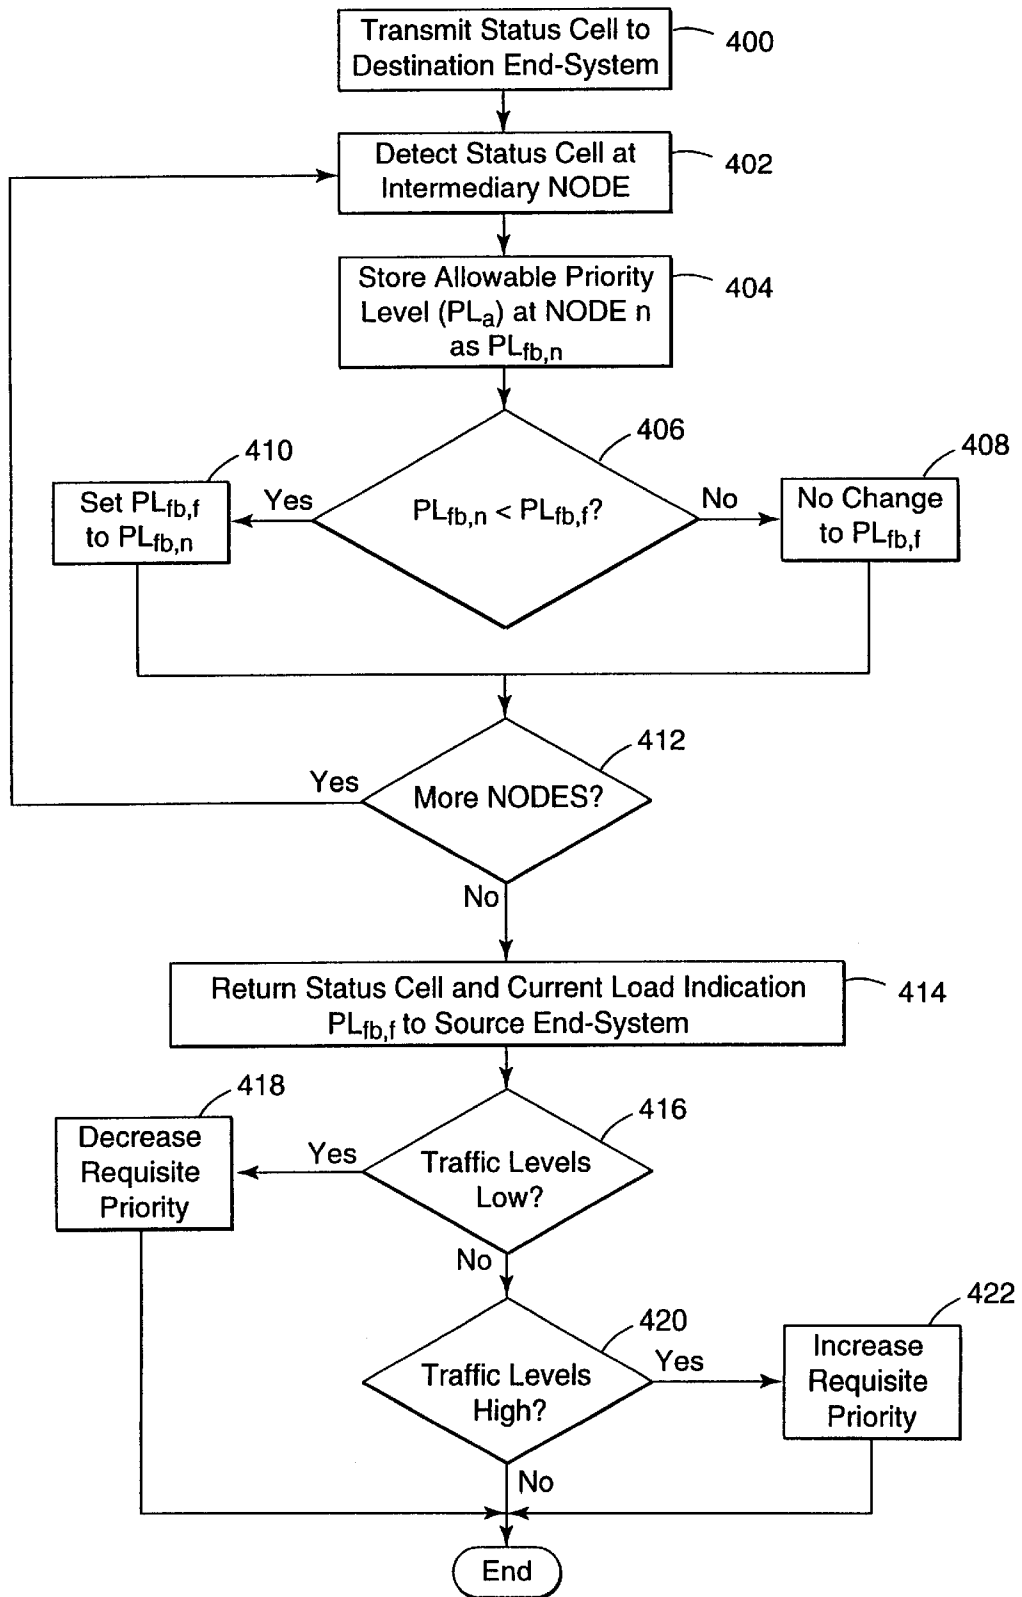 Transmit Status Cell to
Destination End-System
400
Detect Status Cell at
Intermediary NODE
402
Store Allowable Priority
Level (PLa) at NODE n
as PLfb,n
404
406
PLfb,n < PLfb,f?
Yes
No
410
Set PLfb,f
to PLfb,n
408
No Change
to PLfb,f
412
More NODES?
Yes
No
Return Status Cell and Current Load Indication
PLfb,f to Source End-System
414
416
Traffic Levels
Low?
Yes
No
418
Decrease
Requisite
Priority
420
Traffic Levels
High?
Yes
No
422
Increase
Requisite
Priority
End